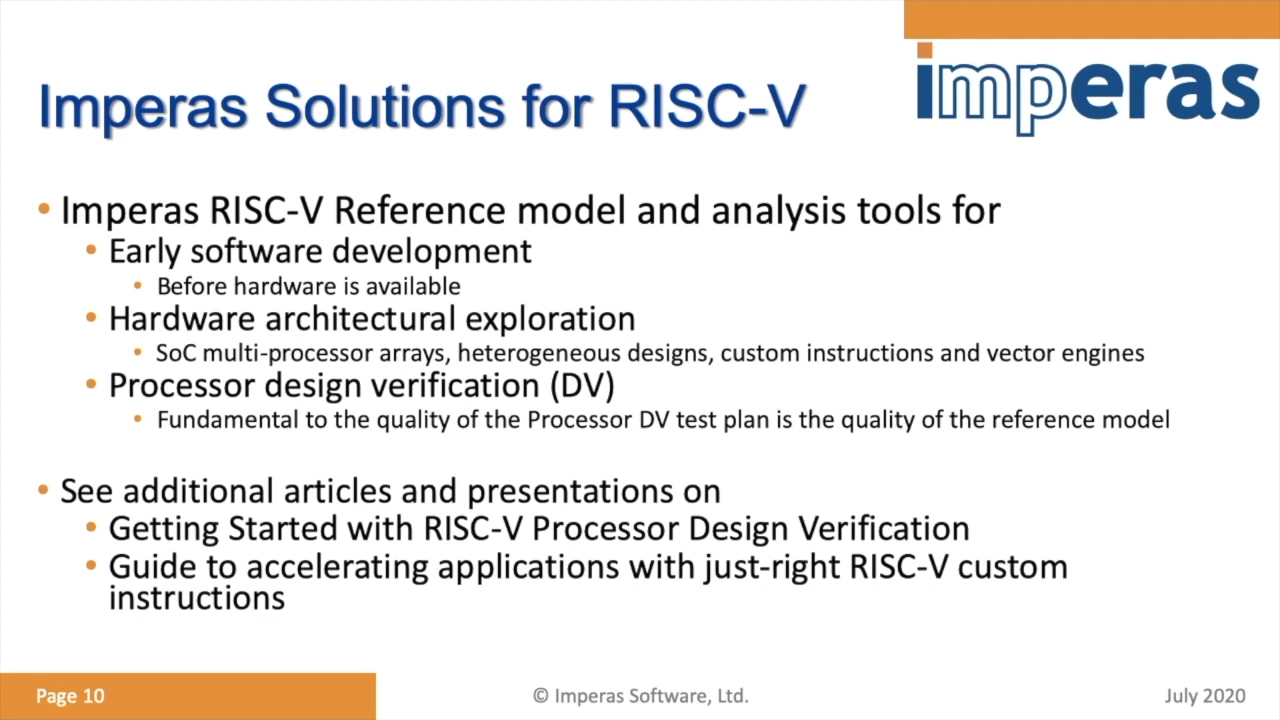 imperas
Imperas Solutions for RISC-V
• Imperas RISC-V Reference model and analysis tools for
• Early software development
• Before hardware is available
• Hardware architectural exploration
• SoC multi-processor arrays, heterogeneous designs, custom instructions and vector engines
• Processor design verification (DV)
• Fundamental to the quality of the Processor DV test plan is the quality of the reference model
• See additional articles and presentations on
• Getting Started with RISC-V Processor Design Verification
• Guide to accelerating applications with just-right RISC-V custom
instructions
Page 10
© Imperas Software, Ltd.
July 2020